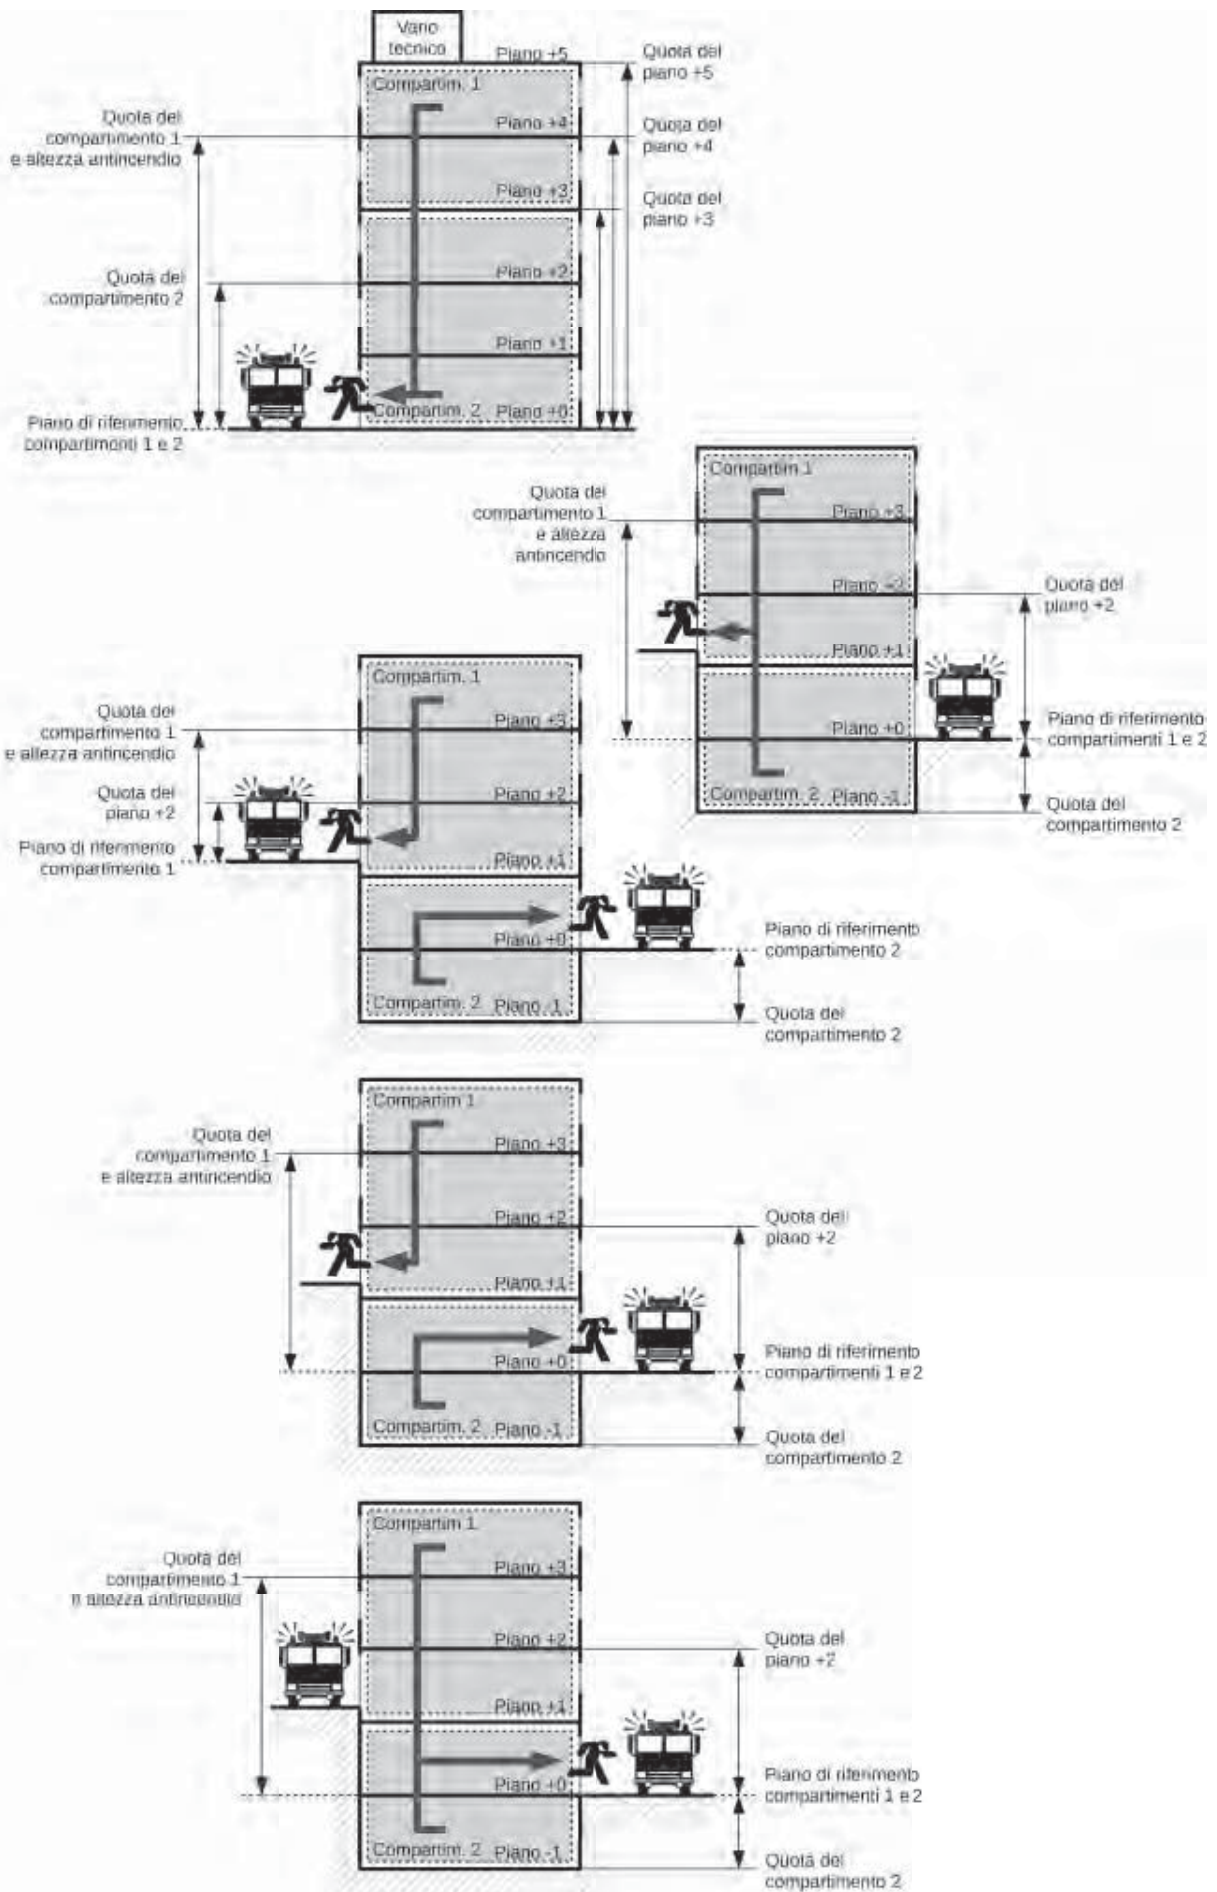 Vano
tecnico
Piano +5
Quota del
piano +5
Compartim. 1
Quota del
compartimento 1
e altezza antincendio
Piano +4
Quota del
piano +4
Piano +3
Quota del
piano +3
Quota del
compartimento 2
Piano +2
Piano +1
Piano di riferimento
compartimenti 1 e 2
Compartim. 2
Piano +0
Compartim 1
Quota del
compartimento 1
e altezza
antincendio
Piano +3
Piano +2
Quota del
piano +2
Piano +1
Piano +0
Piano di riferimento
compartimenti 1 e 2
Compartim. 2
Piano -1
Quota del
compartimento 2
Compartim. 1
Quota del
compartimento 1
e altezza antincendio
Piano +3
Quota del
piano +2
Piano +2
Piano di riferimento
compartimento 1
Piano +1
Piano +0
Piano di riferimento
compartimento 2
Compartim. 2
Piano -1
Quota del
compartimento 2
Compartim 1
Quota del
compartimento 1
e altezza antincendio
Piano +3
Piano +2
Quota del
piano +2
Piano +1
Piano +0
Piano di riferimento
compartimenti 1 e 2
Compartim. 2
Piano -1
Quota del
compartimento 2
Compartim 1
Quota del
compartimento 1
e altezza antincendio
Piano +3
Piano +2
Quota del
piano +2
Piano +1
Piano +0
Piano di riferimento
compartimenti 1 e 2
Compartim. 2
Piano -1
Quota del
compartimento 2